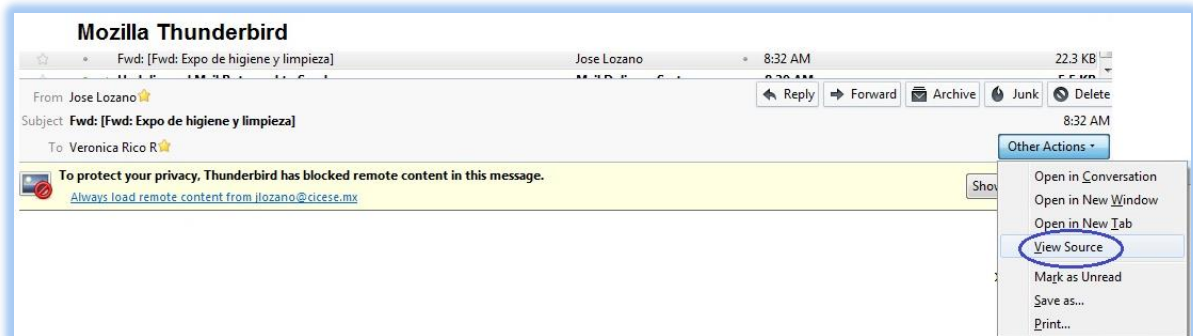 Mozilla Thunderbird
Fwd: [Fwd: Expo de higiene y limpieza] Jose Lozano 8:32 AM 22.3 KB
From Jose Lozano Reply Forward Archive Junk Delete
Subject Fwd: [Fwd: Expo de higiene y limpieza] 8:32 AM
To Veronica Rico R Other Actions
To protect your privacy, Thunderbird has blocked remote content in this message.
Always load remote content from jlozano@cicese.mx
Open in Conversation
Open in New Window
Open in New Tab
View Source
Mark as Unread
Save as...
Print...